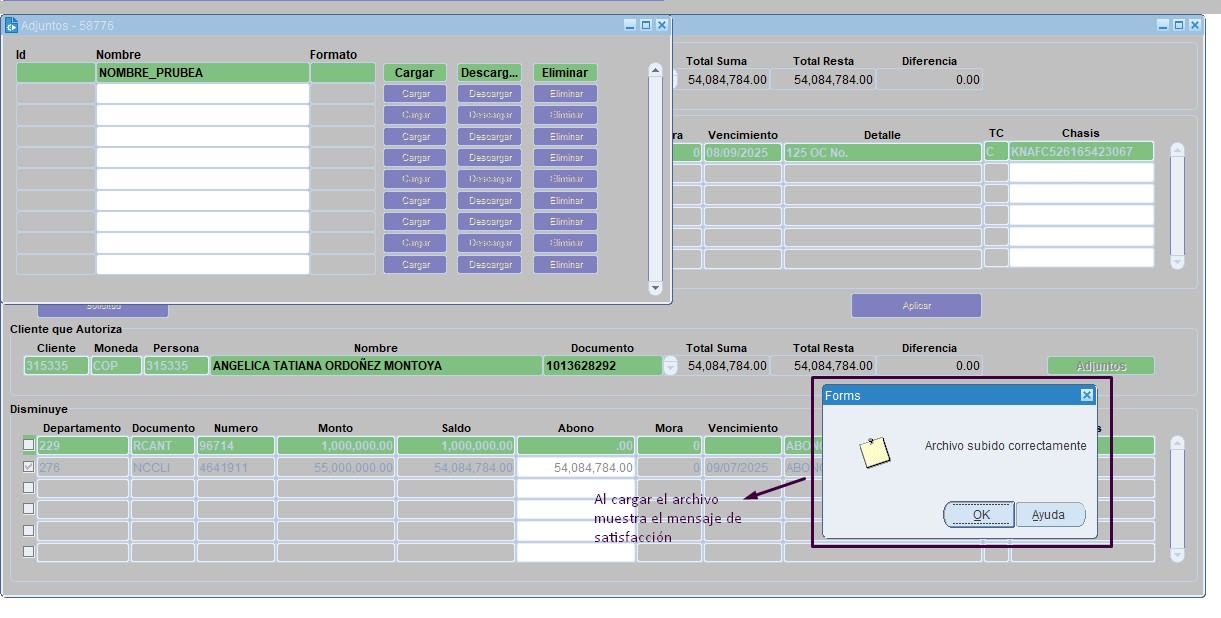 Adjuntos - 58776
Id Nombre Formato
NOMBRE_PRUBEA Cargar Descarg... Eliminar
Cargar Descargar Eliminar
Cargar Descargar Eliminar
Cargar Descargar Eliminar
Cargar Descargar Eliminar
Cargar Descargar Eliminar
Cargar Descargar Eliminar
Cargar Descargar Eliminar
Cargar Descargar Eliminar
Cargar Descargar Eliminar
Total Suma Total Resta Diferencia
54,084,784.00 54,084,784.00 0.00
ra Vencimiento Detalle TC Chasis
0 08/09/2025 125 OC No. C KNAFC526165423067
Solicitud Aplicar
Cliente que Autoriza
Cliente Moneda Persona Nombre Documento Total Suma Total Resta Diferencia
315335 COP 315335 ANGELICA TATIANA ORDOÑEZ MONTOYA 1013628292 54,084,784.00 54,084,784.00 0.00 Adjuntos
Disminuye
Departamento Documento Numero Monto Saldo Abono Mora Vencimiento s
229 RCANT 96714 1,000,000.00 1,000,000.00 .00 0 ABON
276 NCCLI 4641911 55,000,000.00 54,084,784.00 54,084,784.00 0 09/07/2025 ABON
Al cargar el archivo
muestra el mensaje de
satisfacción
Forms
Archivo subido correctamente
OK Ayuda